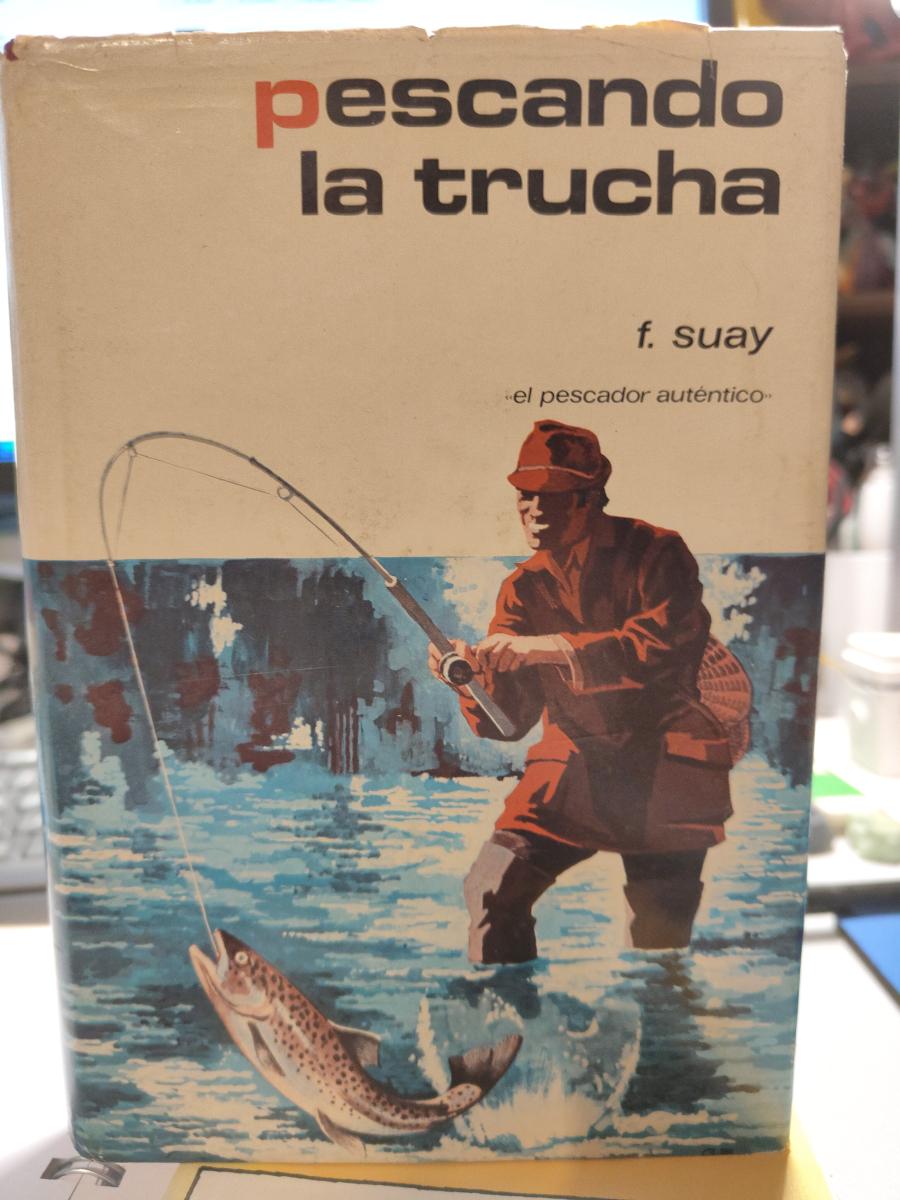 pescando
la trucha
f. suay
«el pescador auténtico»